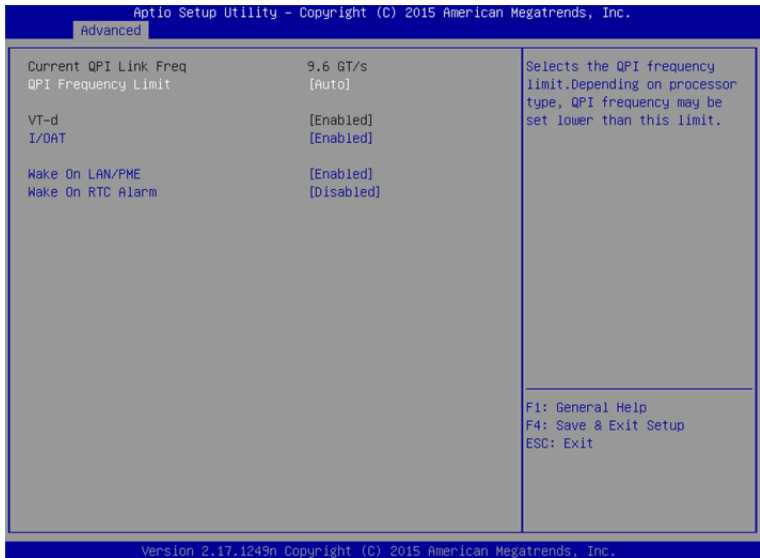 Aptio Setup Utility – Copyright (C) 2015 American Megatrends, Inc.
Advanced
Current QPI Link Freq 9.6 GT/s
QPI Frequency Limit [Auto]
VT-d [Enabled]
I/OAT [Enabled]
Wake On LAN/PME [Enabled]
Wake On RTC Alarm [Disabled]
Selects the QPI frequency
limit.Depending on processor
type, QPI frequency may be
set lower than this limit.
F1: General Help
F4: Save & Exit Setup
ESC: Exit
Version 2.17.1249n Copyright (C) 2015 American Megatrends, Inc.